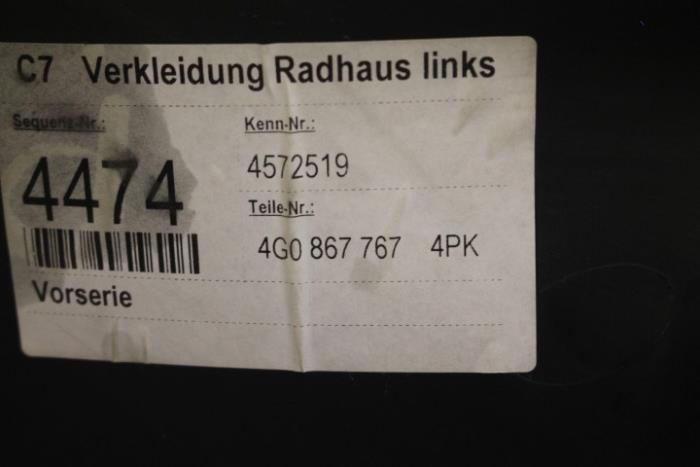 C7 Verkleidung Radhaus links
Sequenz-Nr.:
4474
Kenn-Nr.:
4572519
Teile-Nr.:
4G0 867 767 4PK
Vorserie